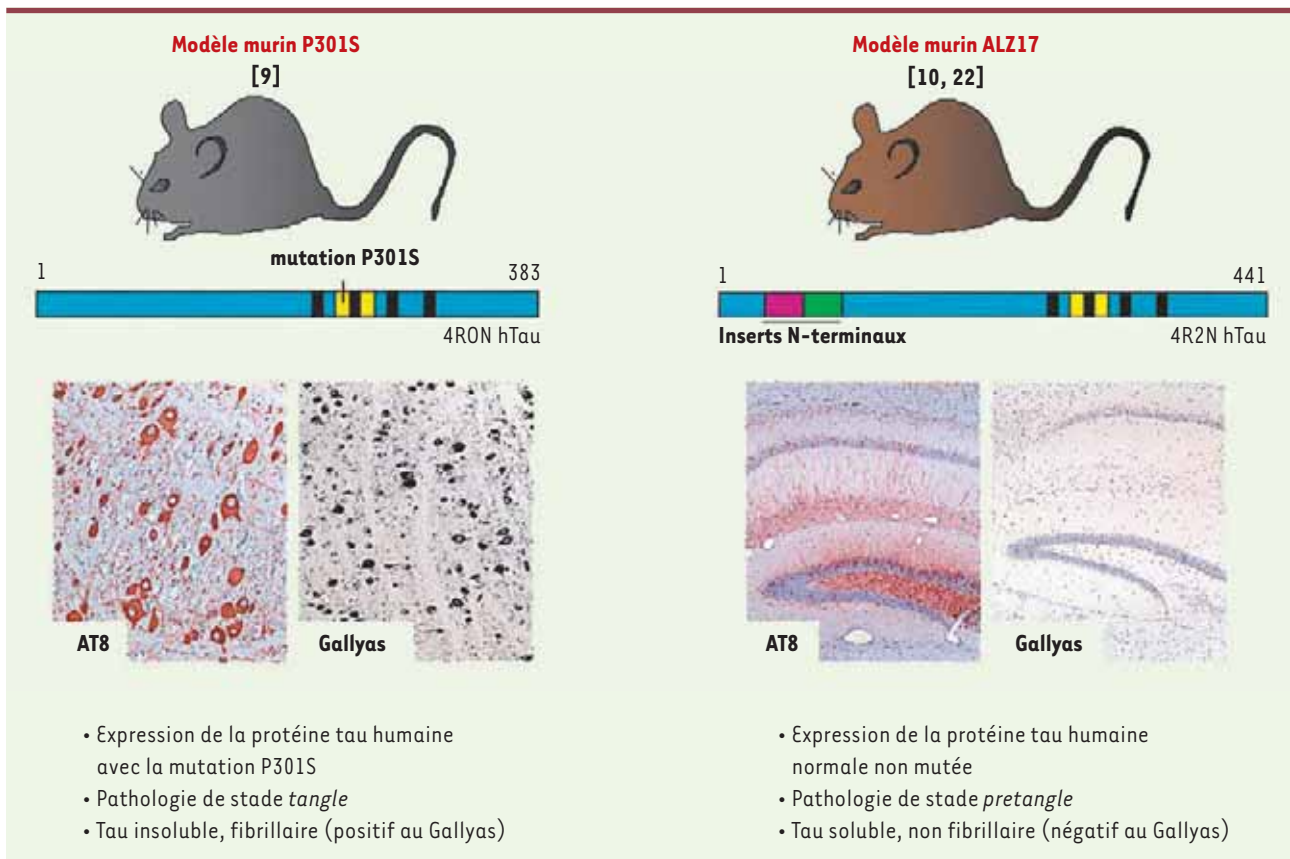 Modèle murin P301S
[9]
mutation P301S
1
383
4R0N hTau
AT8
Gallyas
• Expression de la protéine tau humaine
avec la mutation P301S
• Pathologie de stade tangle
• Tau insoluble, fibrillaire (positif au Gallyas)
Modèle murin ALZ17
[10, 22]
1
441
Inserts N-terminaux
4R2N hTau
AT8
Gallyas
• Expression de la protéine tau humaine
normale non mutée
• Pathologie de stade pretangle
• Tau soluble, non fibrillaire (négatif au Gallyas)